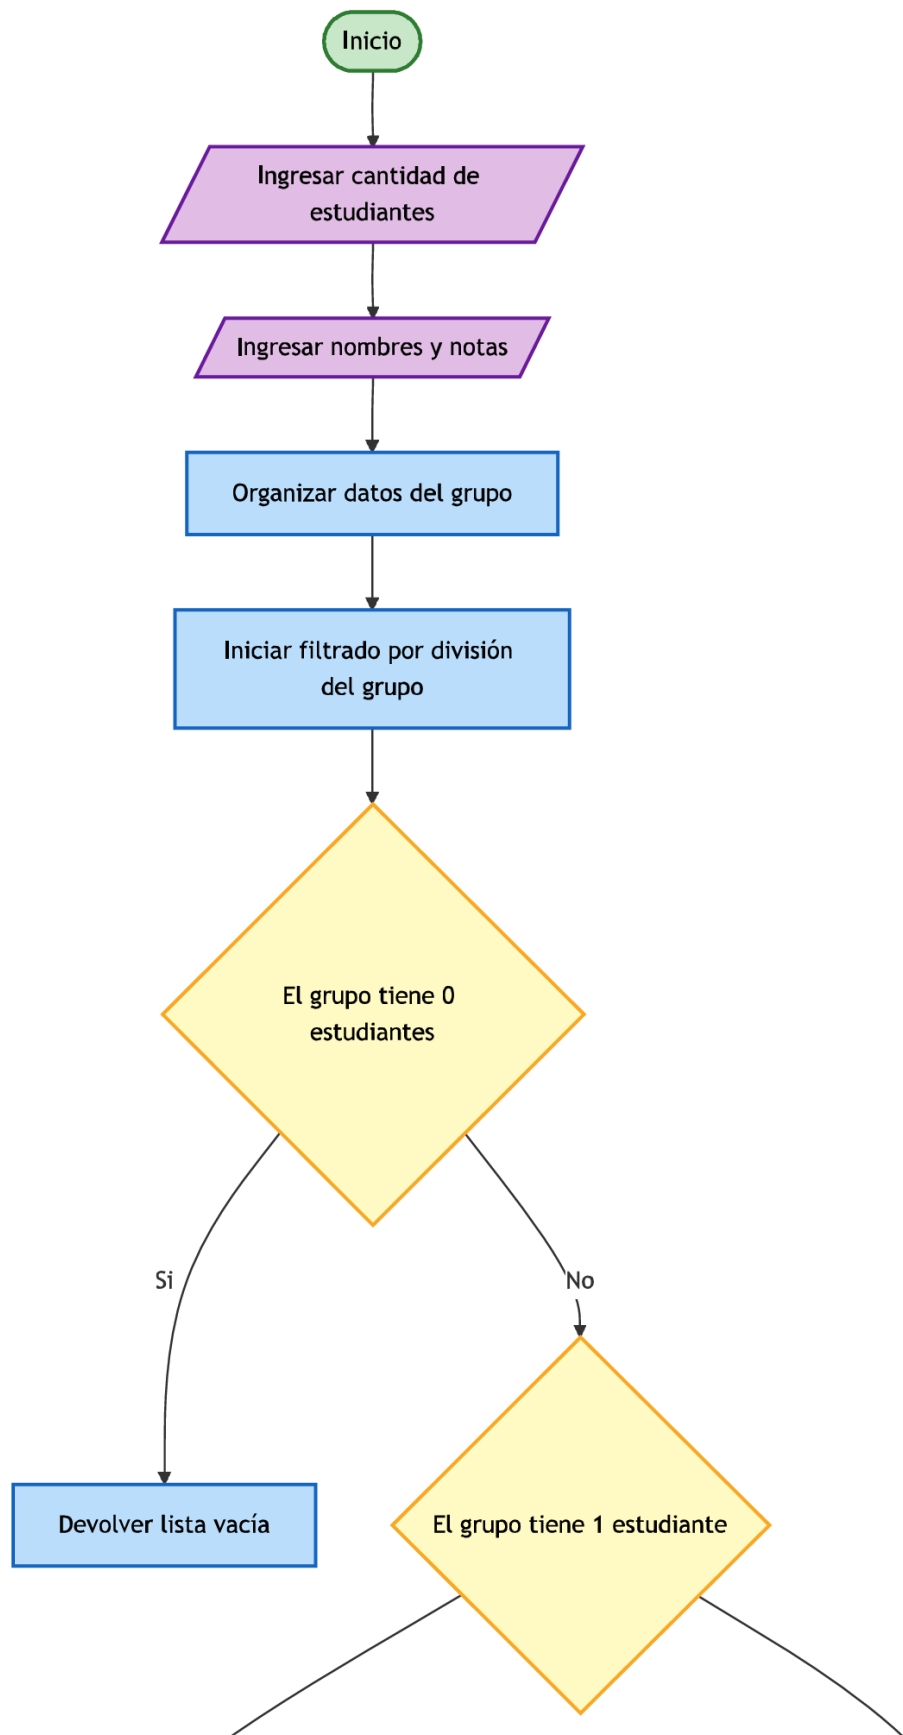 Inicio
Ingresar cantidad de
estudiantes
Ingresar nombres y notas
Organizar datos del grupo
Iniciar filtrado por división
del grupo
El grupo tiene 0
estudiantes
Si
No
Devolver lista vacía
El grupo tiene 1 estudiante